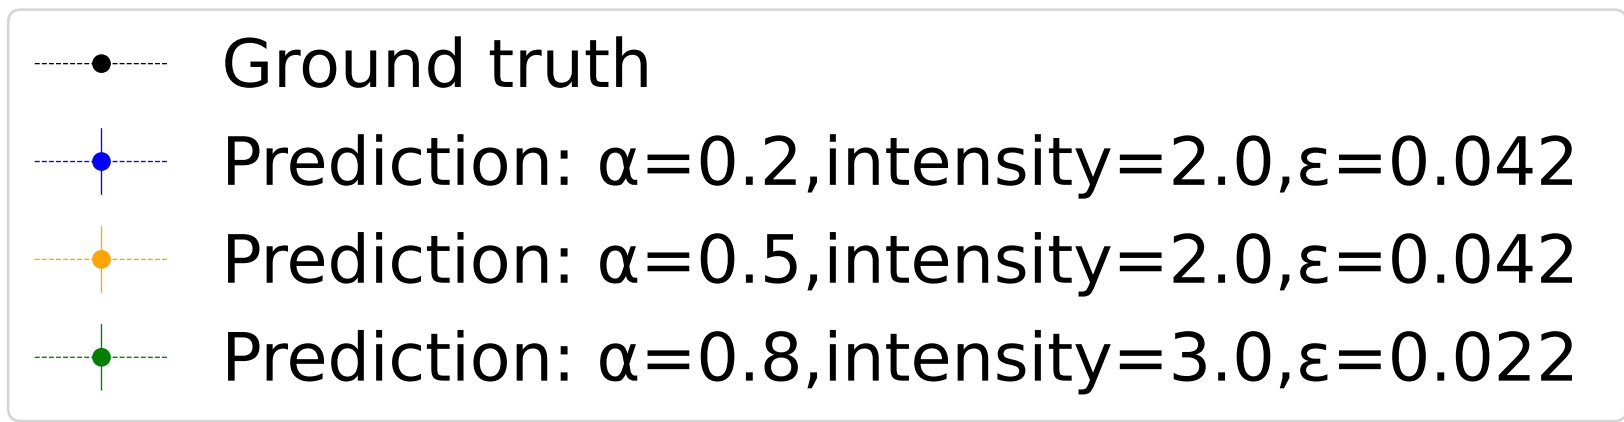 Ground truth
Prediction: α=0.2,intensity=2.0,ε=0.042
Prediction: α=0.5,intensity=2.0,ε=0.042
Prediction: α=0.8,intensity=3.0,ε=0.022